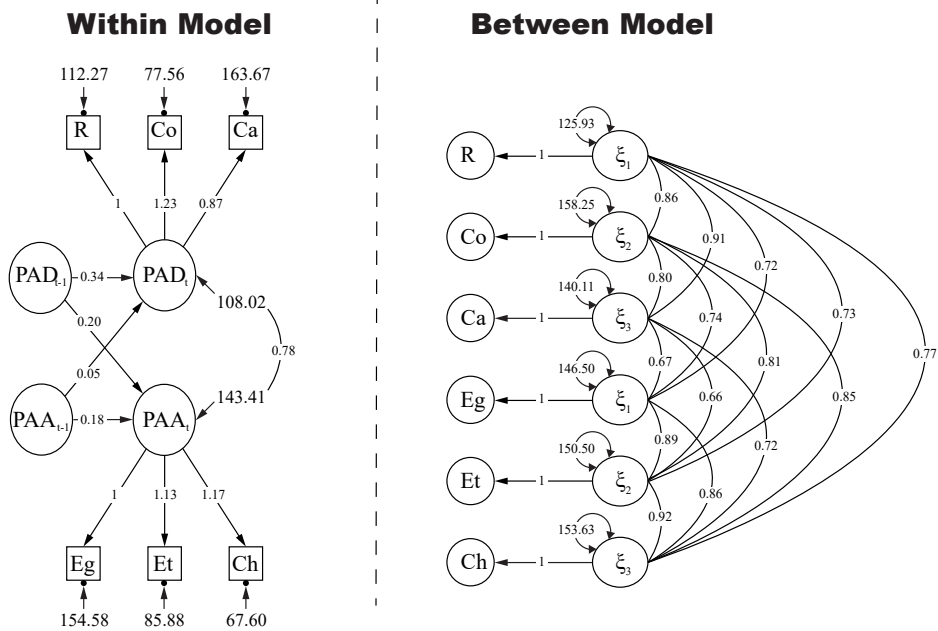 Within Model
Between Model
112.27 77.56 163.67
R Co Ca
1 1.23 0.87
PADt-1 0.34 PADt
108.02
0.20
0.78
0.05
143.41
PAAt-1 0.18 PAAt
1 1.13 1.17
Eg Et Ch
154.58 85.88 67.60
125.93
R 1 ξ1
0.86
158.25
Co 1 ξ2
0.91
0.80
0.72
140.11
Ca 1 ξ3
0.74
0.73
0.67
0.81
0.77
146.50
Eg 1 ξ1
0.66
0.85
0.89
0.72
150.50
Et 1 ξ2
0.86
0.92
153.63
Ch 1 ξ3